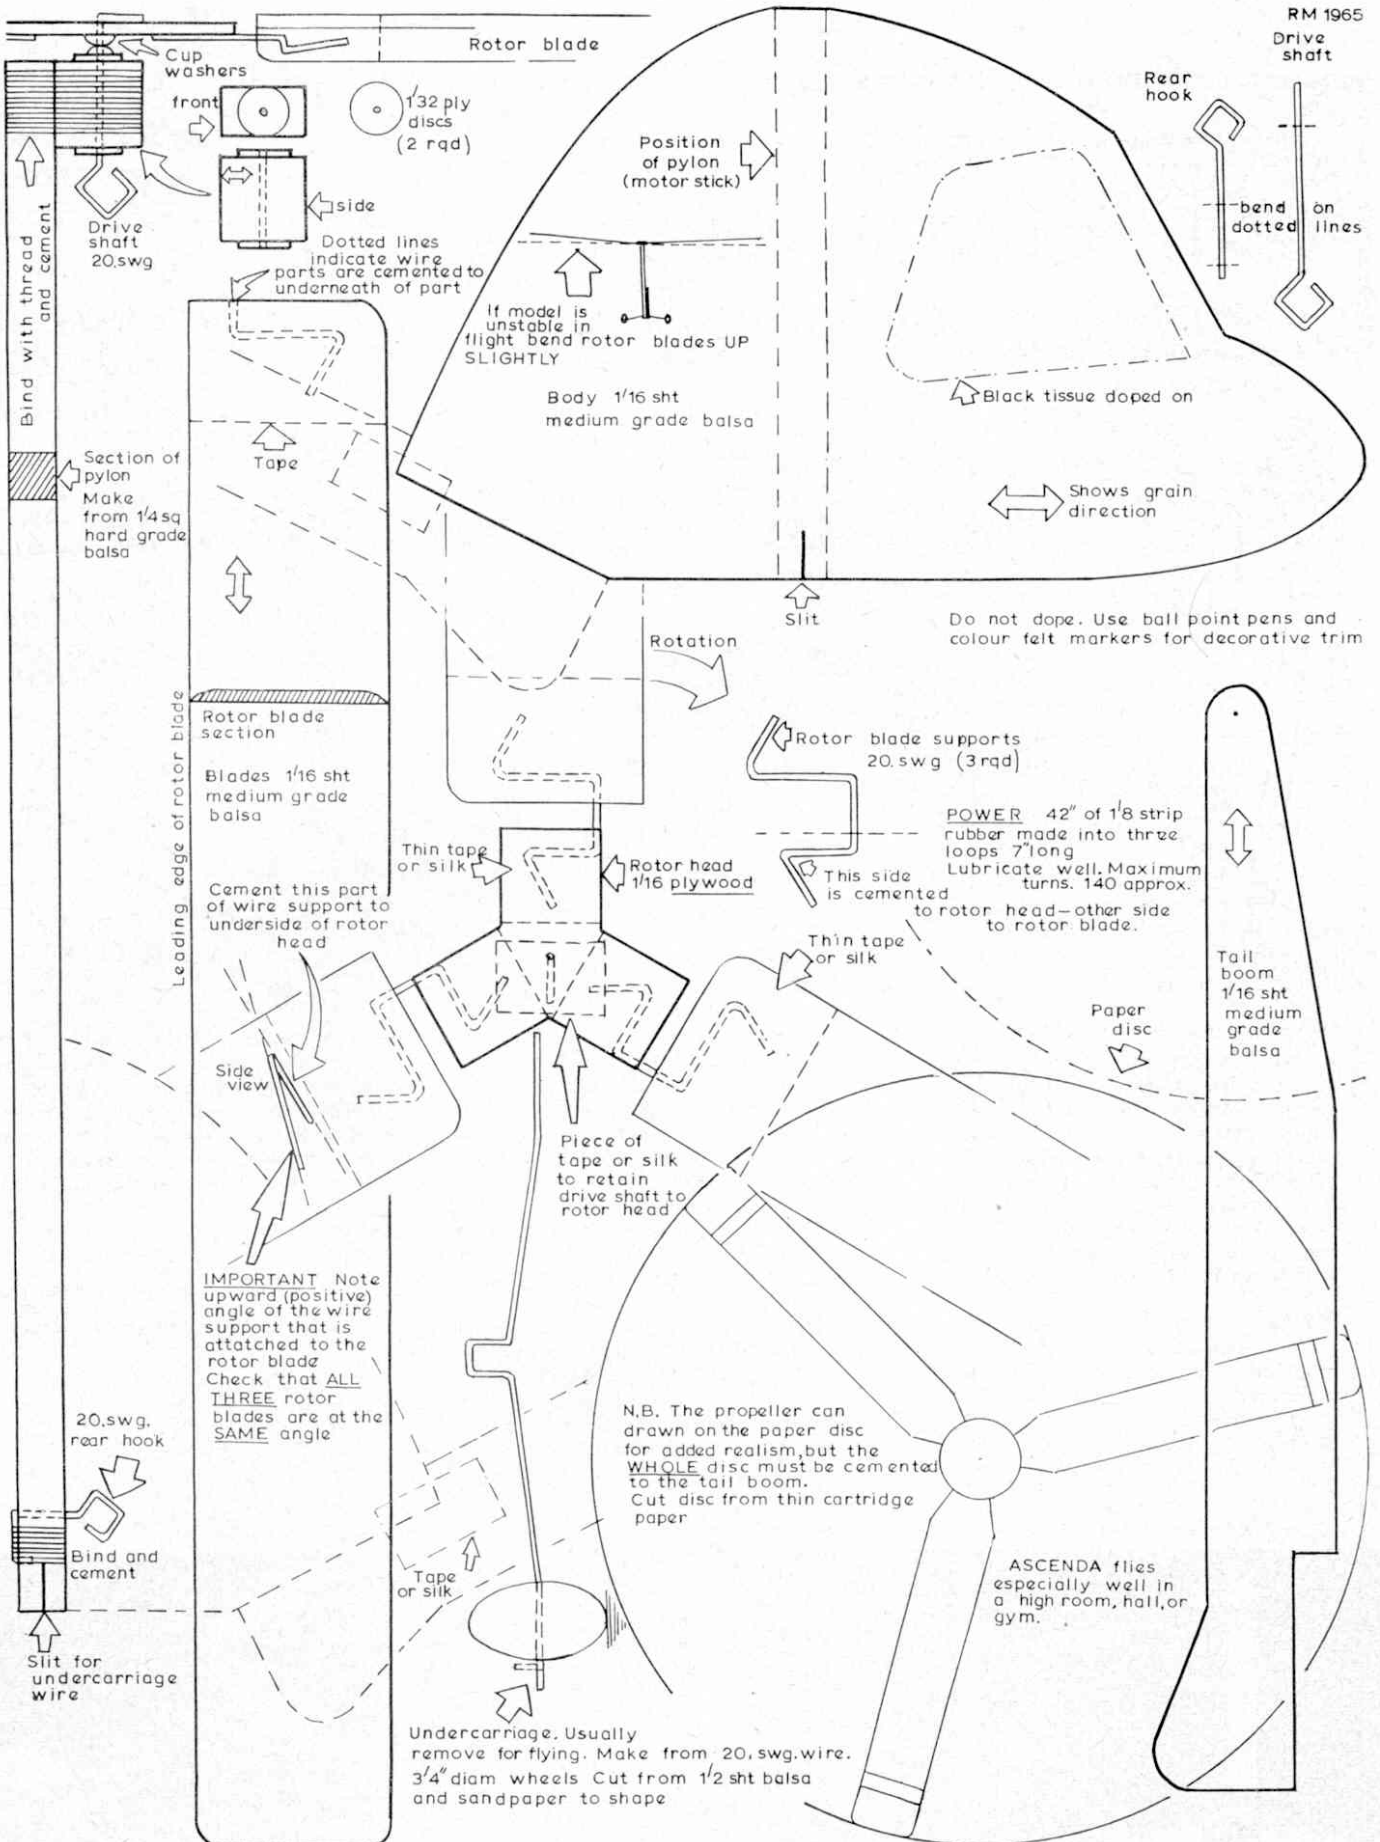 RM 1965
Drive
shaft
Rear
hook
Rotor blade
Cup
washers
front
1/32 ply
discs
(2 rqd)
side
Drive
shaft
20.swg
Bind with thread
and cement
Dotted lines
indicate wire
parts are cemented to
underneath of part
Position
of pylon
(motor stick)
bend on
dotted lines
If model is
unstable in
flight bend rotor blades UP
SLIGHTLY
Body 1/16 sht
medium grade balsa
Black tissue doped on
Tape
Section of
pylon
Make
from 1/4 sq
hard grade
balsa
Shows grain
direction
Slit
Do not dope. Use ball point pens and
colour felt markers for decorative trim
Rotation
Leading edge of rotor blade
Rotor blade
section
Blades 1/16 sht
medium grade
balsa
Rotor blade supports
20.swg (3 rqd)
POWER 42" of 1/8 strip
rubber made into three
loops 7" long
Lubricate well. Maximum
turns. 140 approx.
This side
is cemented
to rotor head-other side
to rotor blade.
Thin tape
or silk
Rotor head
1/16 plywood
Cement this part
of wire support to
underside of rotor
head
Thin tape
or silk
Tail
boom
1/16 sht
medium
grade
balsa
Paper
disc
Side
view
Piece of
tape or silk
to retain
drive shaft to
rotor head
IMPORTANT Note
upward (positive)
angle of the wire
support that is
attatched to the
rotor blade
Check that ALL
THREE rotor
blades are at the
SAME angle
20.swg.
rear hook
Bind and
cement
N.B. The propeller can
drawn on the paper disc
for added realism, but the
WHOLE disc must be cemented
to the tail boom.
Cut disc from thin cartridge
paper
Tape
or silk
ASCENDA flies
especially well in
a high room, hall, or
gym.
Slit for
undercarriage
wire
Undercarriage. Usually
remove for flying. Make from 20. swg. wire.
3/4" diam wheels Cut from 1/2 sht balsa
and sandpaper to shape